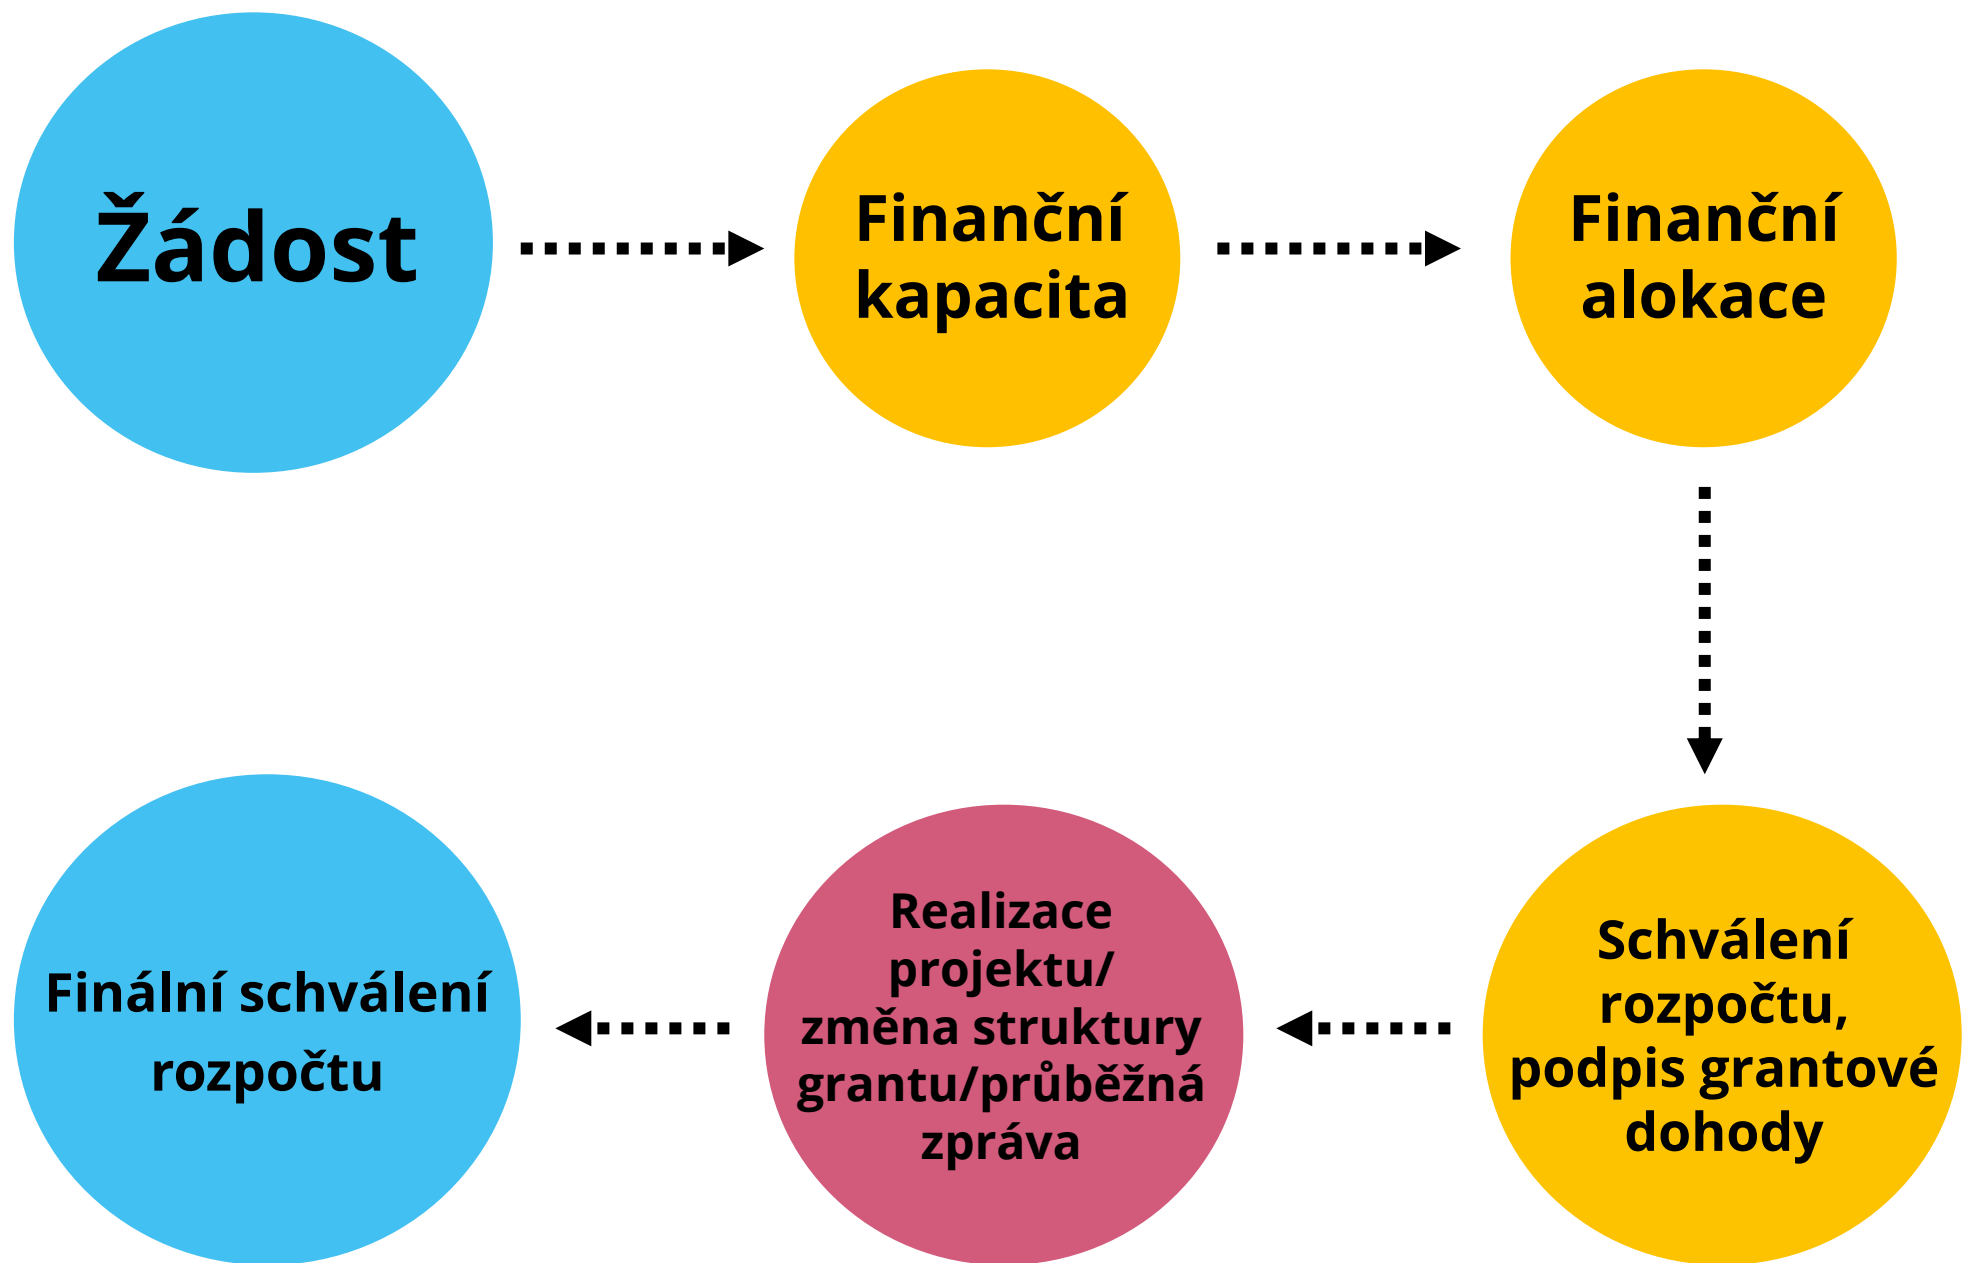 Žádost
Finanční
kapacita
Finanční
alokace
Schválení
rozpočtu,
podpis grantové
dohody
Realizace
projektu/
změna struktury
grantu/průběžná
zpráva
Finální schválení
rozpočtu